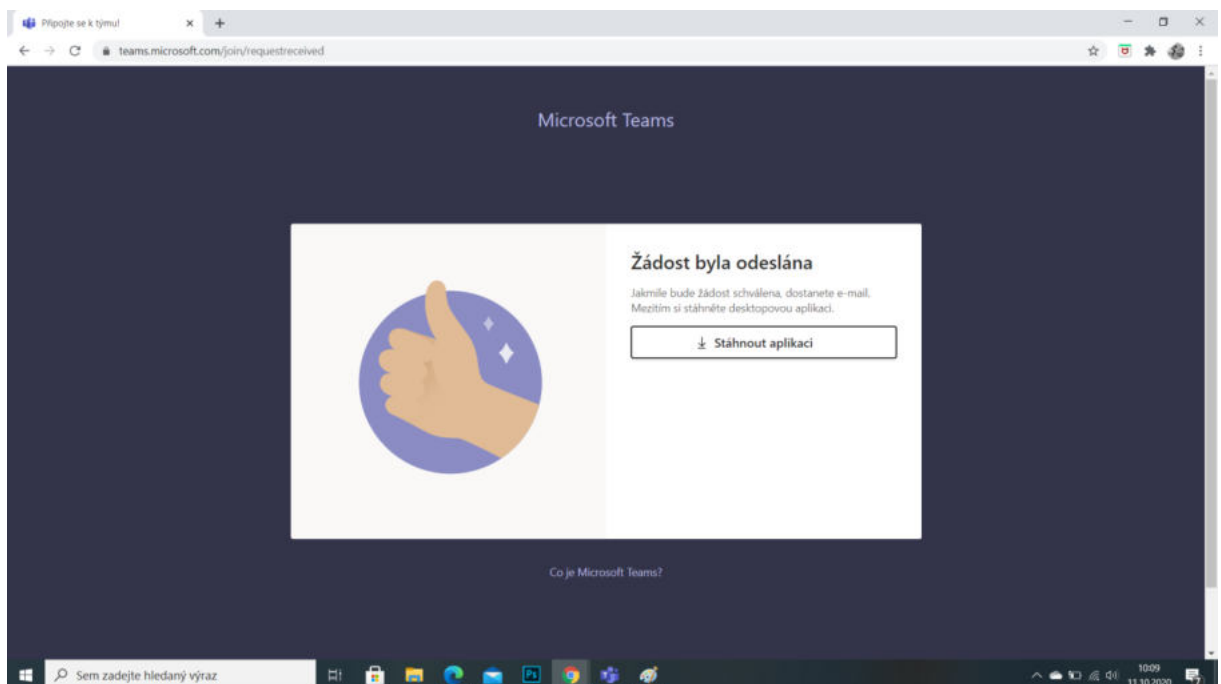 Připojte se k týmu!
teams.microsoft.com/join/requestreceived
Microsoft Teams
Žádost byla odeslána
Jakmile bude žádost schválena, dostanete e-mail.
Mezitím si stáhněte desktopovou aplikaci.
Stáhnout aplikaci
Co je Microsoft Teams?
Sem zadejte hledaný výraz
Ps
10:09
11.10.2020
7